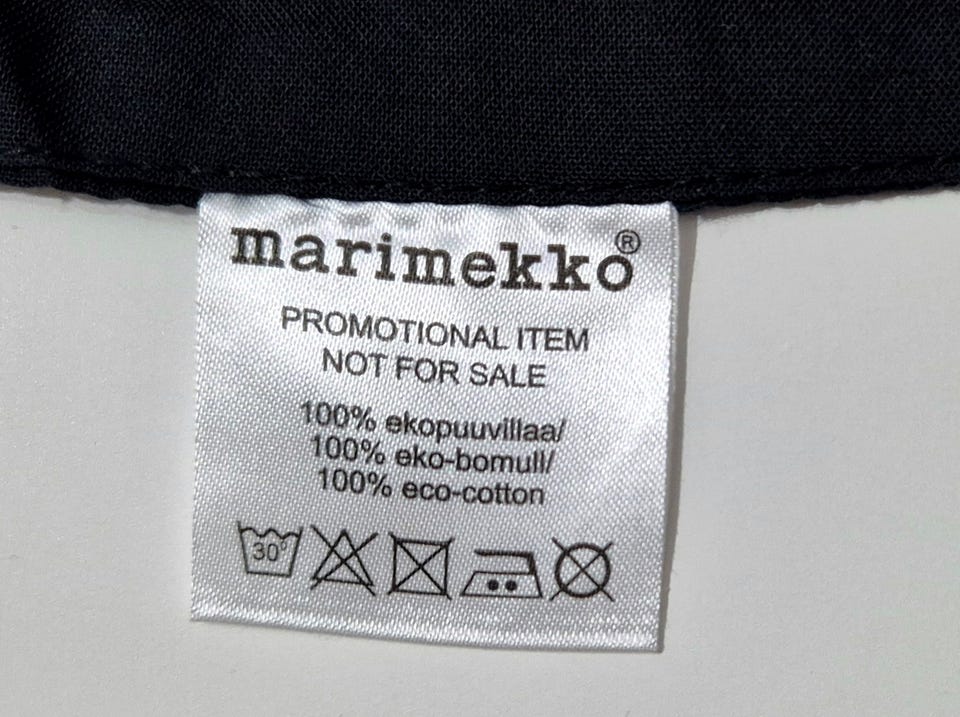 marimekko®
PROMOTIONAL ITEM
NOT FOR SALE
100% ekopuuvillaa/
100% eko-bomull/
100% eco-cotton
30°